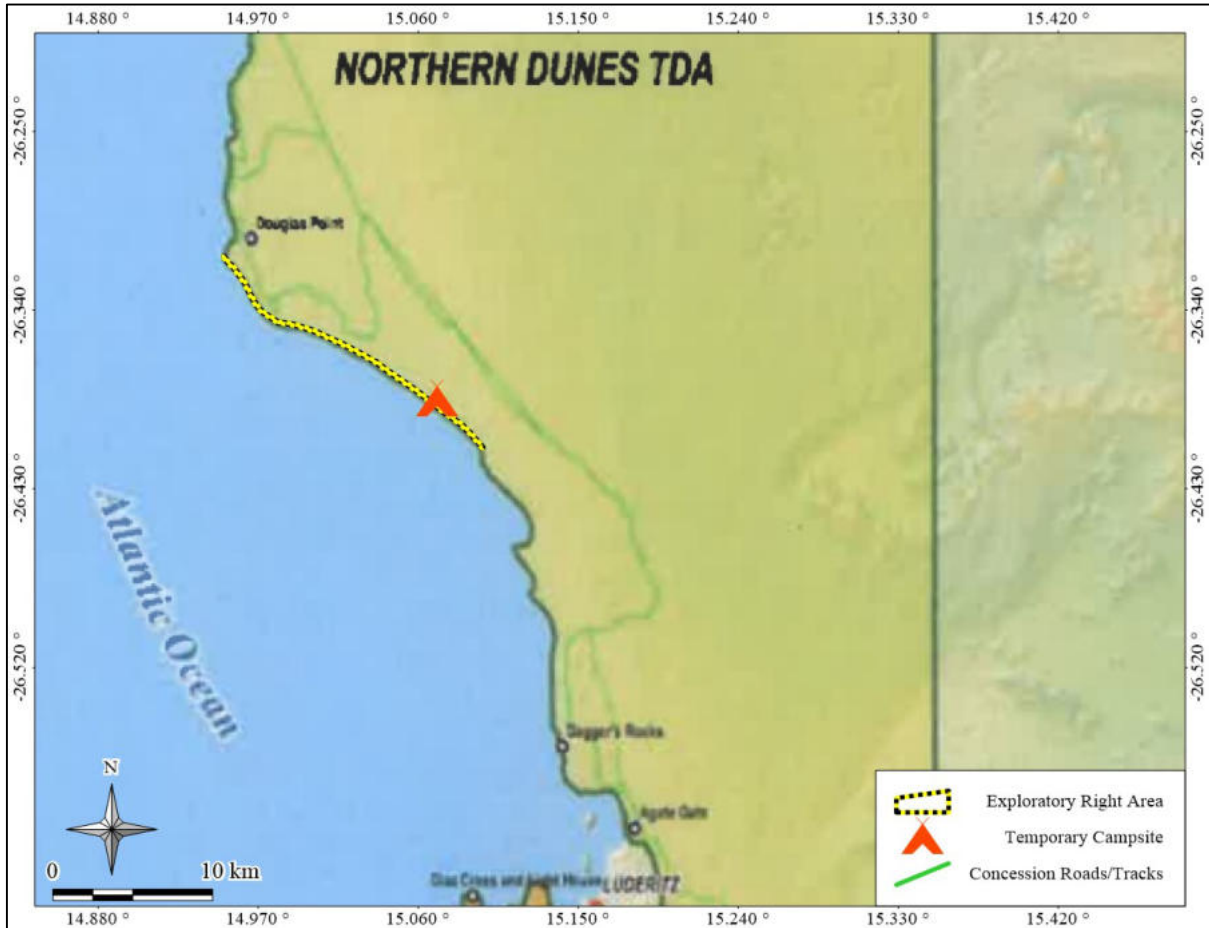 14.880 ° 14.970 ° 15.060 ° 15.150 ° 15.240 ° 15.330 ° 15.420 °
NORTHERN DUNES TDA
-26.250 ° -26.250 °
Douglas Point
-26.340 ° -26.340 °
-26.430 ° -26.430 °
Atlantic Ocean
-26.520 ° -26.520 °
Dagger's Rocks
N
Agate Gate
0 10 km
Dias Cross and Light House LÜDERITZ
Exploratory Right Area
Temporary Campsite
Concession Roads/Tracks
14.880 ° 14.970 ° 15.060 ° 15.150 ° 15.240 ° 15.330 ° 15.420 °